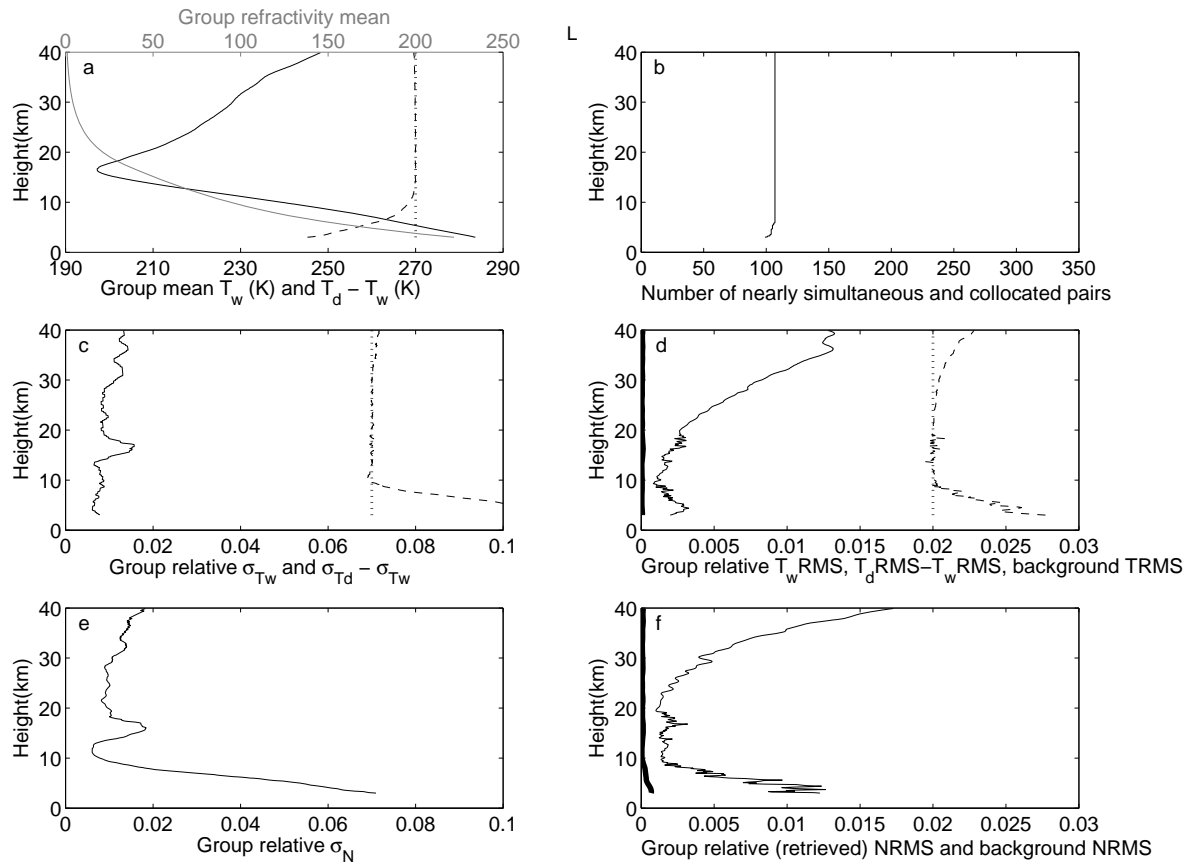 Group refractivity mean
0 50 100 150 200 250
L
40 30 20 10 0
Height(km)
a
190 210 230 250 270 290
Group mean T_w (K) and T_d − T_w (K)
40 30 20 10 0
Height(km)
b
0 50 100 150 200 250 300 350
Number of nearly simultaneous and collocated pairs
40 30 20 10 0
Height(km)
c
0 0.02 0.04 0.06 0.08 0.1
Group relative σ_Tw and σ_Td − σ_Tw
40 30 20 10 0
Height(km)
d
0 0.005 0.01 0.015 0.02 0.025 0.03
Group relative T_wRMS, T_dRMS−T_wRMS, background TRMS
40 30 20 10 0
Height(km)
e
0 0.02 0.04 0.06 0.08 0.1
Group relative σ_N
40 30 20 10 0
Height(km)
f
0 0.005 0.01 0.015 0.02 0.025 0.03
Group relative (retrieved) NRMS and background NRMS